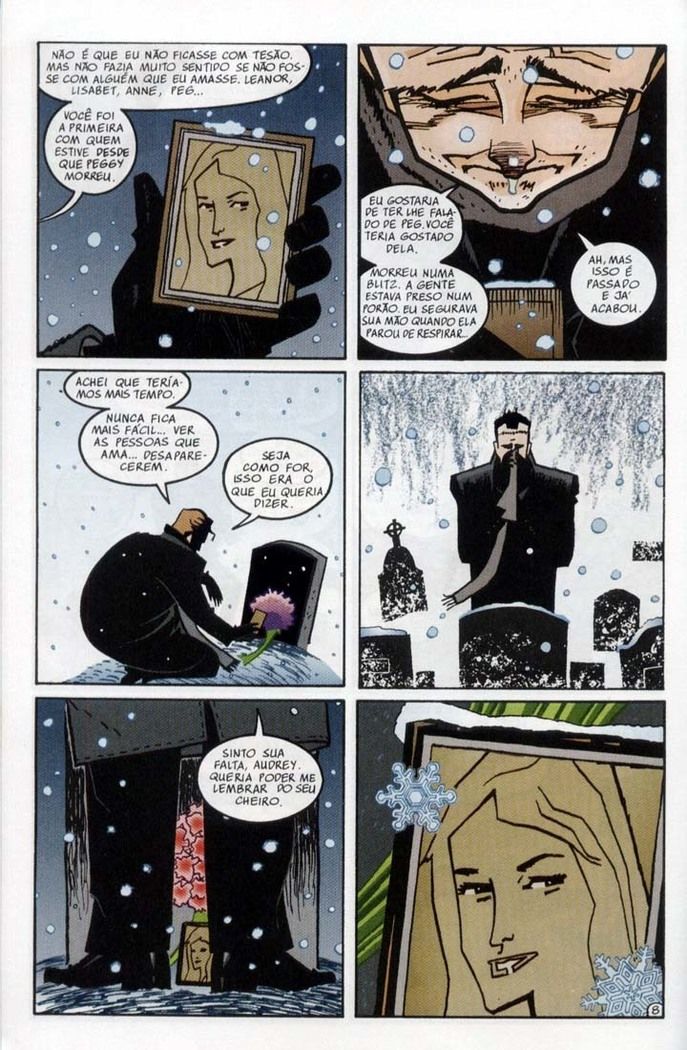 NÃO É QUE EU NÃO FICASSE COM TESÃO.
MAS NÃO FAZIA MUITO SENTIDO SE NÃO FOS-
SE COM ALGUÉM QUE EU AMASSE. LEANOR,
LISABET, ANNE, PEG...
VOCÊ FOI
A PRIMEIRA
COM QUEM
ESTIVE DESDE
QUE PEGGY
MORREU.
EU GOSTARIA
DE TER LHE FALA-
DO DE PEG. VOCÊ
TERIA GOSTADO
DELA.
MORREU NUMA
BLITZ. A GENTE
ESTAVA PRESO NUM
PORÃO. EU SEGURAVA
SUA MÃO QUANDO ELA
PAROU DE RESPIRAR...
AH, MAS
ISSO É
PASSADO
E JÁ
ACABOU.
ACHEI QUE TERÍA-
MOS MAIS TEMPO.
NUNCA FICA
MAIS FÁCIL... VER
AS PESSOAS QUE
AMA... DESAPARE-
CEREM.
SEJA
COMO FOR,
ISSO ERA O
QUE EU QUERIA
DIZER.
SINTO SUA
FALTA, AUDREY.
QUERIA PODER ME
LEMBRAR DO SEU
CHEIRO.
8